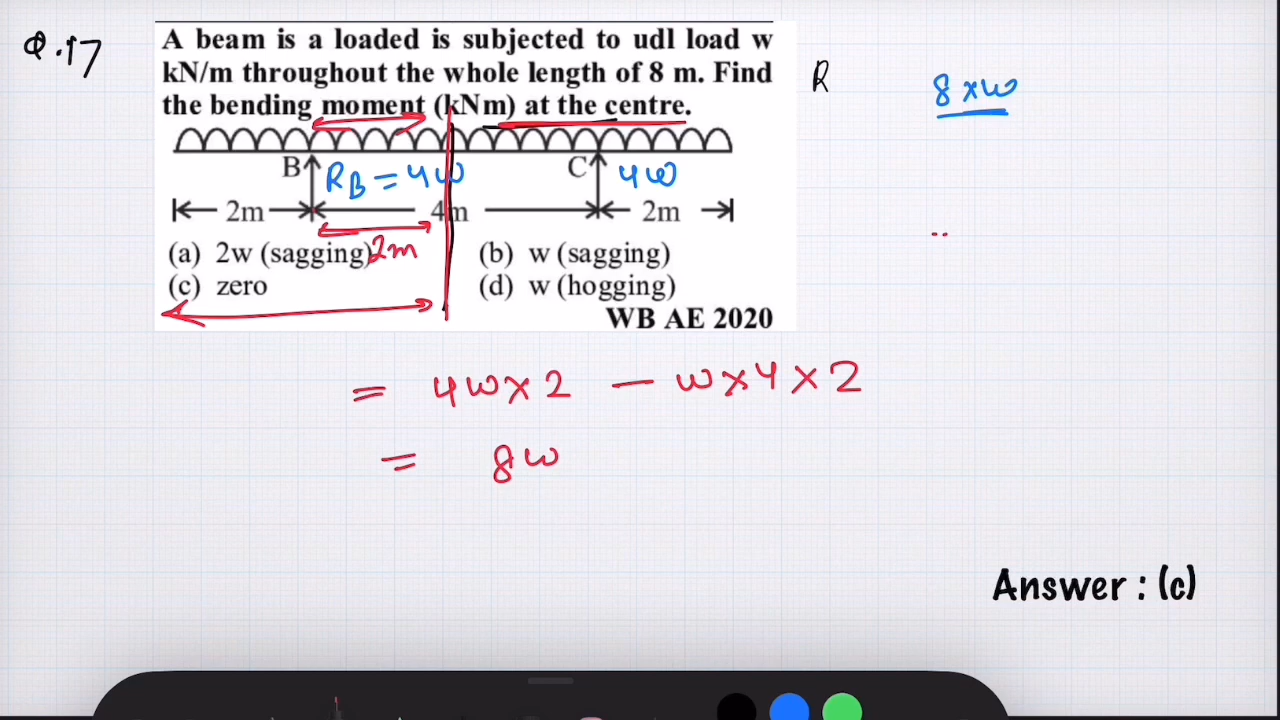 Q.17
A beam is a loaded is subjected to udl load w
kN/m throughout the whole length of 8 m. Find
the bending moment (kNm) at the centre.
R
8×w
B
R_B = 4w
C
4w
2m
4m
2m
2m
(a) 2w (sagging)
(b) w (sagging)
(c) zero
(d) w (hogging)
WB AE 2020
= 4w×2 − w×4×2
= 8w
Answer : (c)